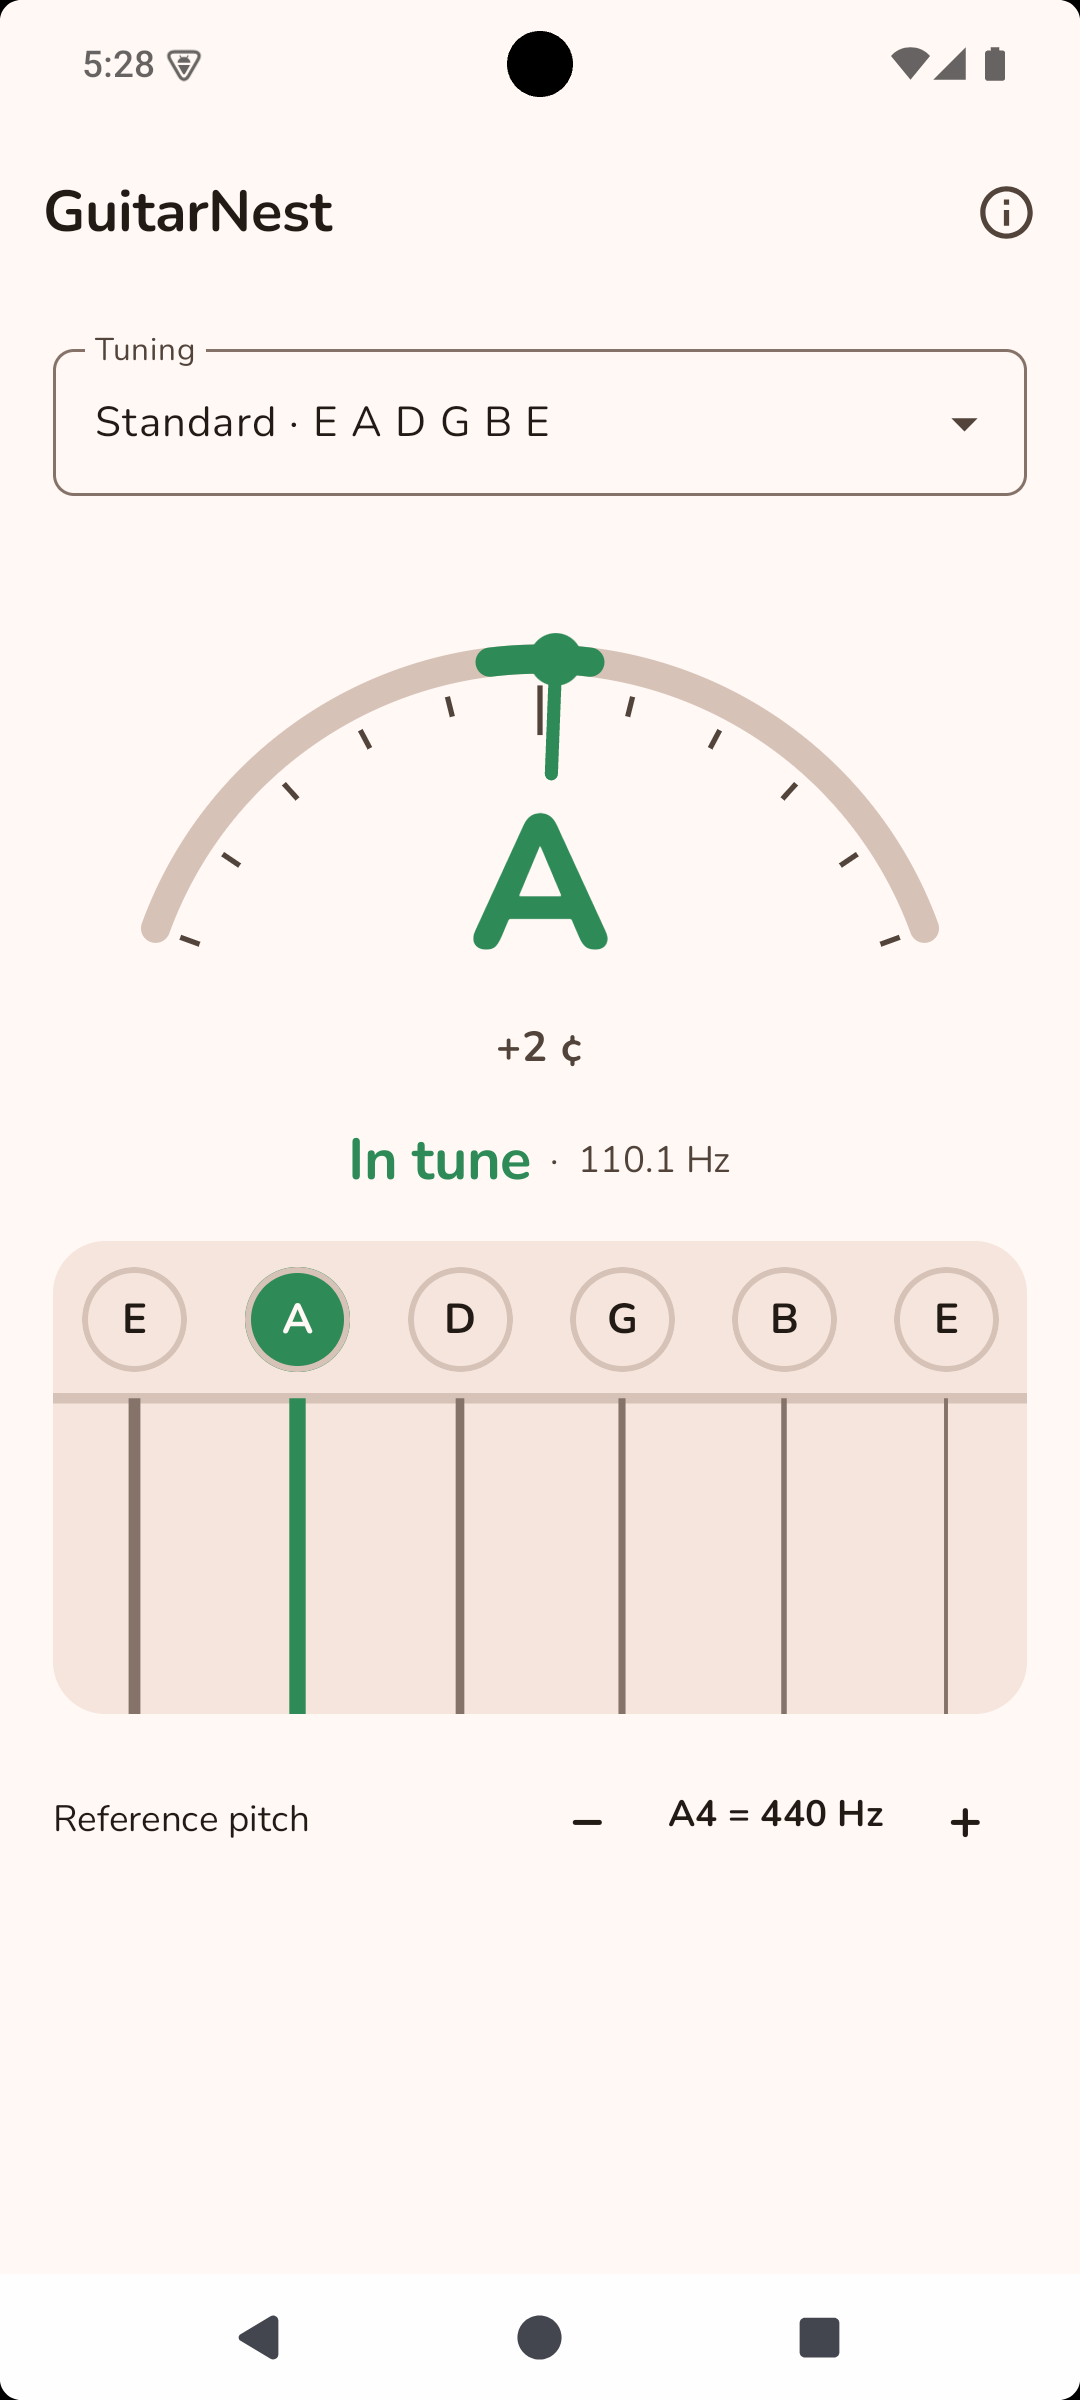 5:28
GuitarNest
Tuning
Standard · E A D G B E
A
+2 ¢
In tune · 110.1 Hz
E A D G B E
Reference pitch − A4 = 440 Hz +